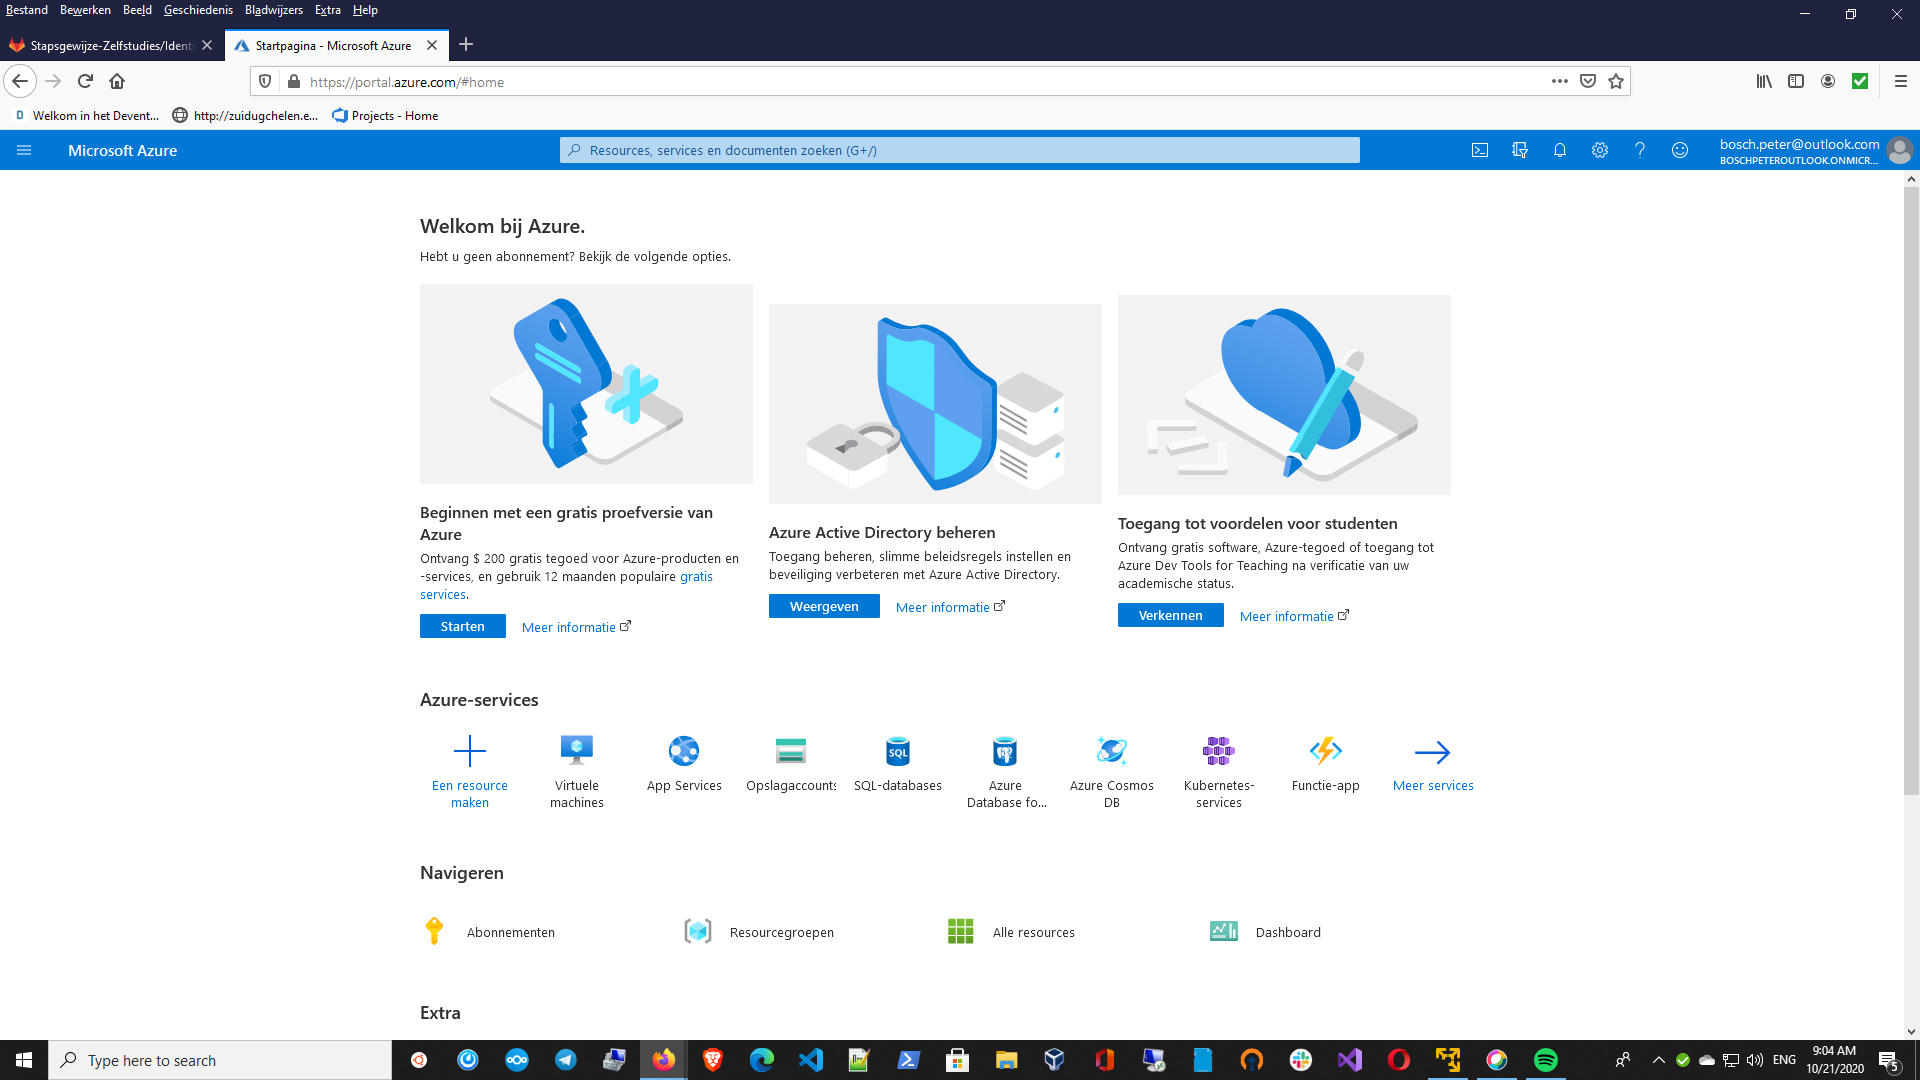 Bestand Bewerken Beeld Geschiedenis Bladwijzers Extra Help
Stapsgewijze-Zelfstudies/Identi
Startpagina - Microsoft Azure
https://portal.azure.com/#home
D Welkom in het Devent... http://zuidugchelen.e... Projects - Home
Microsoft Azure
Resources, services en documenten zoeken (G+/)
bosch.peter@outlook.com
BOSCHPETEROUTLOOK.ONMICR...
Welkom bij Azure.
Hebt u geen abonnement? Bekijk de volgende opties.
Beginnen met een gratis proefversie van
Azure
Ontvang $ 200 gratis tegoed voor Azure-producten en
-services, en gebruik 12 maanden populaire gratis
services.
Starten Meer informatie
Azure Active Directory beheren
Toegang beheren, slimme beleidsregels instellen en
beveiliging verbeteren met Azure Active Directory.
Weergeven Meer informatie
Toegang tot voordelen voor studenten
Ontvang gratis software, Azure-tegoed of toegang tot
Azure Dev Tools for Teaching na verificatie van uw
academische status.
Verkennen Meer informatie
Azure-services
SQL
Een resource
maken
Virtuele
machines
App Services
Opslagaccounts
SQL-databases
Azure
Database fo...
Azure Cosmos
DB
Kubernetes-
services
Functie-app
Meer services
Navigeren
Abonnementen Resourcegroepen Alle resources Dashboard
Extra
Type here to search
ENG
9:04 AM
10/21/2020
5